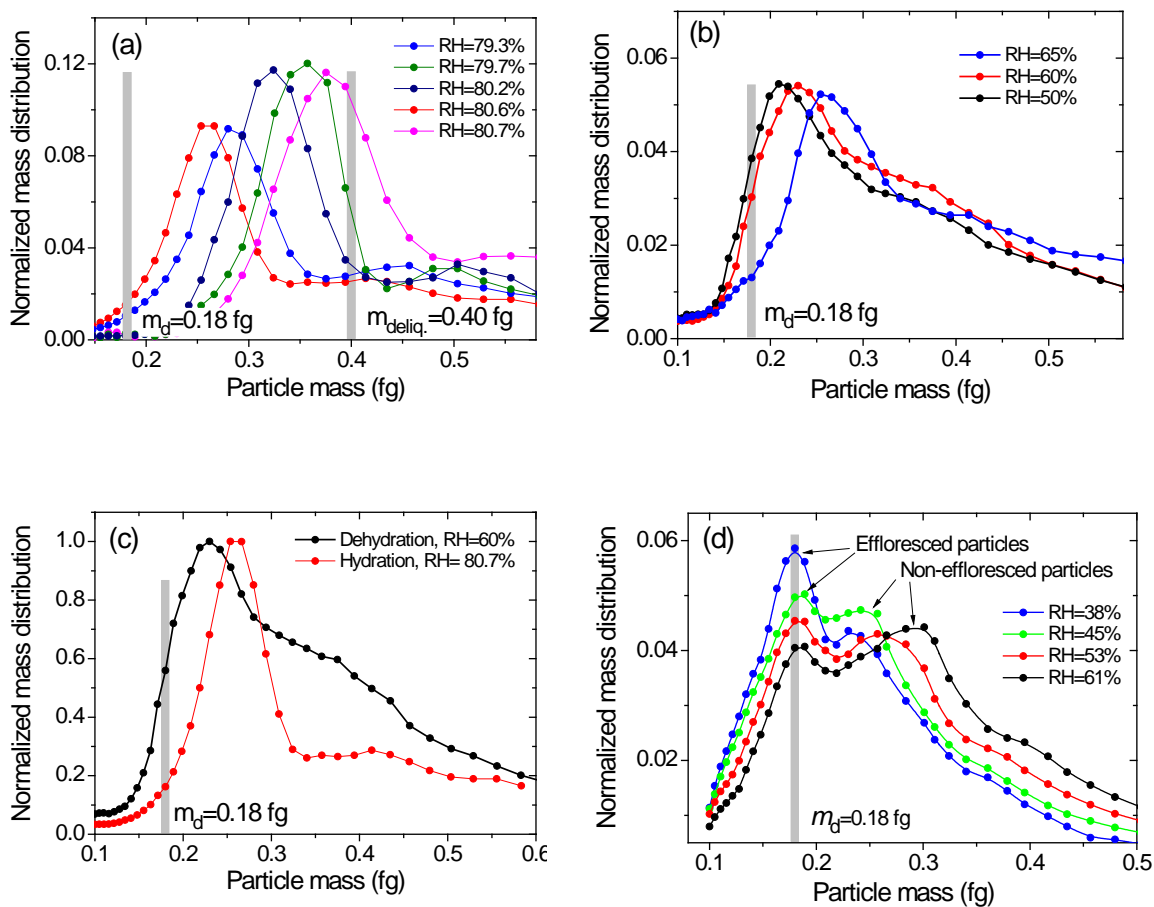 (a)
RH=79.3%
RH=79.7%
RH=80.2%
RH=80.6%
RH=80.7%
Normalized mass distribution
0.12
0.08
0.04
0.00
m_d=0.18 fg
m_deliq.=0.40 fg
0.2 0.3 0.4 0.5
Particle mass (fg)
(b)
RH=65%
RH=60%
RH=50%
Normalized mass distribution
0.06
0.04
0.02
0.00
m_d=0.18 fg
0.1 0.2 0.3 0.4 0.5
Particle mass (fg)
(c)
Dehydration, RH=60%
Hydration, RH= 80.7%
Normalized mass distribution
1.0
0.8
0.6
0.4
0.2
0.0
m_d=0.18 fg
0.1 0.2 0.3 0.4 0.5 0.6
Particle mass (fg)
(d)
Effloresced particles
Non-effloresced particles
RH=38%
RH=45%
RH=53%
RH=61%
Normalized mass distribution
0.06
0.04
0.02
m_d=0.18 fg
0.1 0.2 0.3 0.4 0.5
Particle mass (fg)